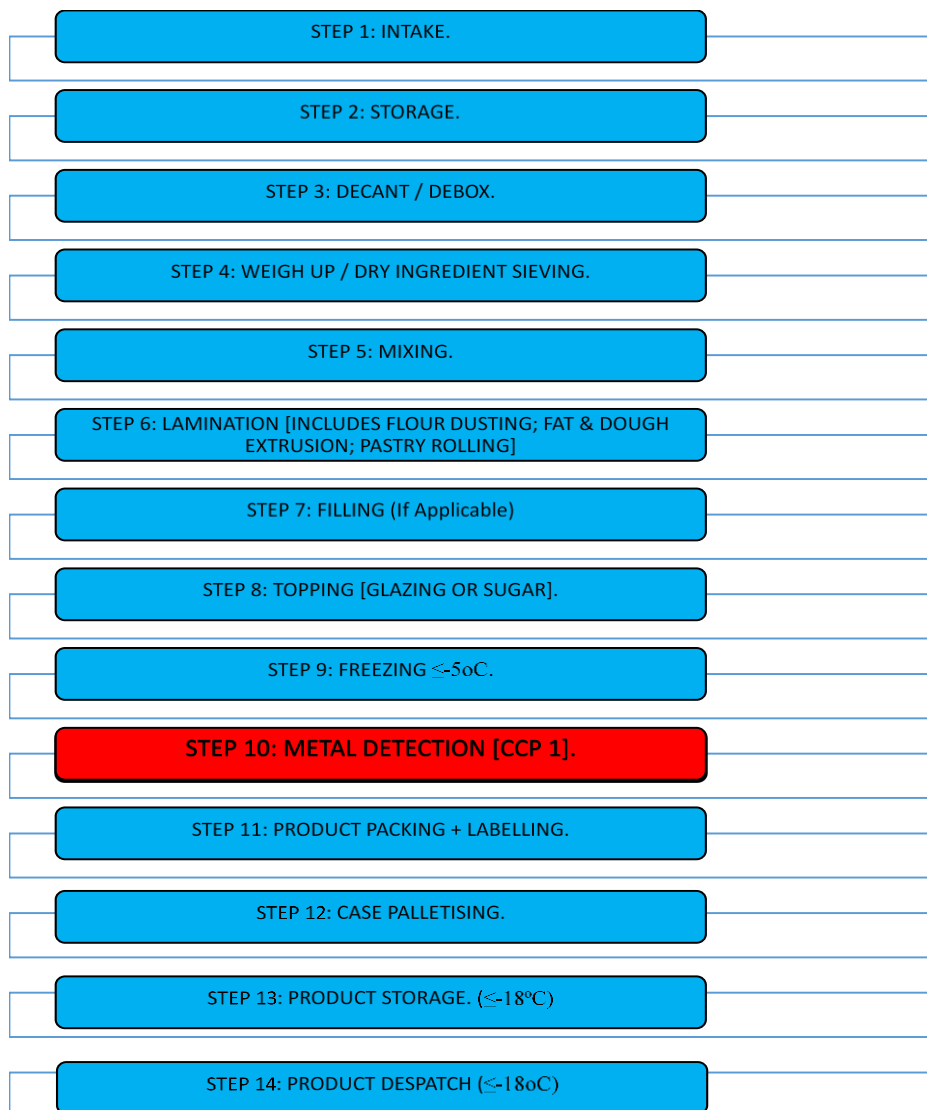 STEP 1: INTAKE.
STEP 2: STORAGE.
STEP 3: DECANT / DEBOX.
STEP 4: WEIGH UP / DRY INGREDIENT SIEVING.
STEP 5: MIXING.
STEP 6: LAMINATION [INCLUDES FLOUR DUSTING; FAT & DOUGH
EXTRUSION; PASTRY ROLLING]
STEP 7: FILLING (If Applicable)
STEP 8: TOPPING [GLAZING OR SUGAR].
STEP 9: FREEZING ≤-5oC.
STEP 10: METAL DETECTION [CCP 1].
STEP 11: PRODUCT PACKING + LABELLING.
STEP 12: CASE PALLETISING.
STEP 13: PRODUCT STORAGE. (≤-18ºC)
STEP 14: PRODUCT DESPATCH (≤-18oC)